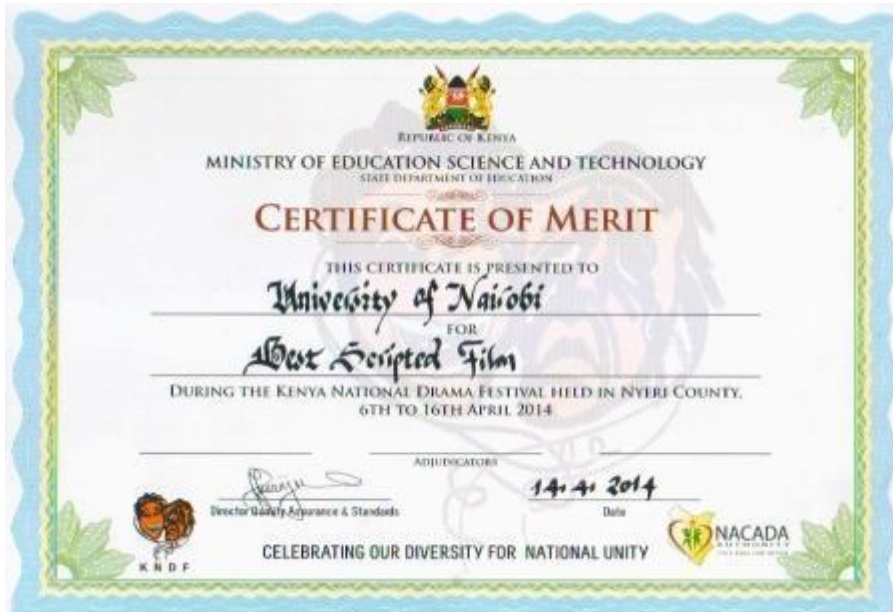 REPUBLIC OF KENYA
MINISTRY OF EDUCATION SCIENCE AND TECHNOLOGY
STATE DEPARTMENT OF EDUCATION
CERTIFICATE OF MERIT
THIS CERTIFICATE IS PRESENTED TO
University of Nairobi
FOR
Best Scripted Film
DURING THE KENYA NATIONAL DRAMA FESTIVAL HELD IN NYERI COUNTY,
6TH TO 16TH APRIL 2014
ADJUDICATORS
14.4.2014
Director Quality Assurance & Standards
Date
KNDF
NACADA
AUTHORITY
CELEBRATING OUR DIVERSITY FOR NATIONAL UNITY